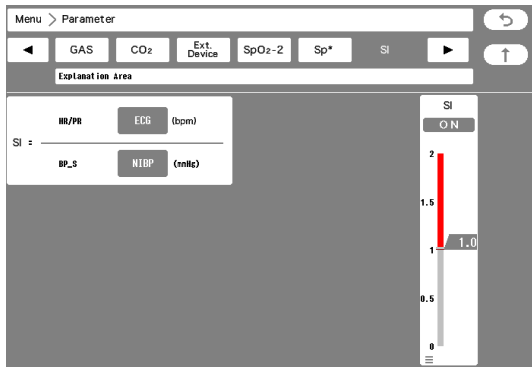 Menu > Parameter
◄ GAS CO₂ Ext. Device SpO₂-2 Sp* SI ►
Explanation Area
HR/PR ECG (bpm)
SI =
BP_S NIBP (mmHg)
SI
ON
2
1.5
1.0
1
0.5
0